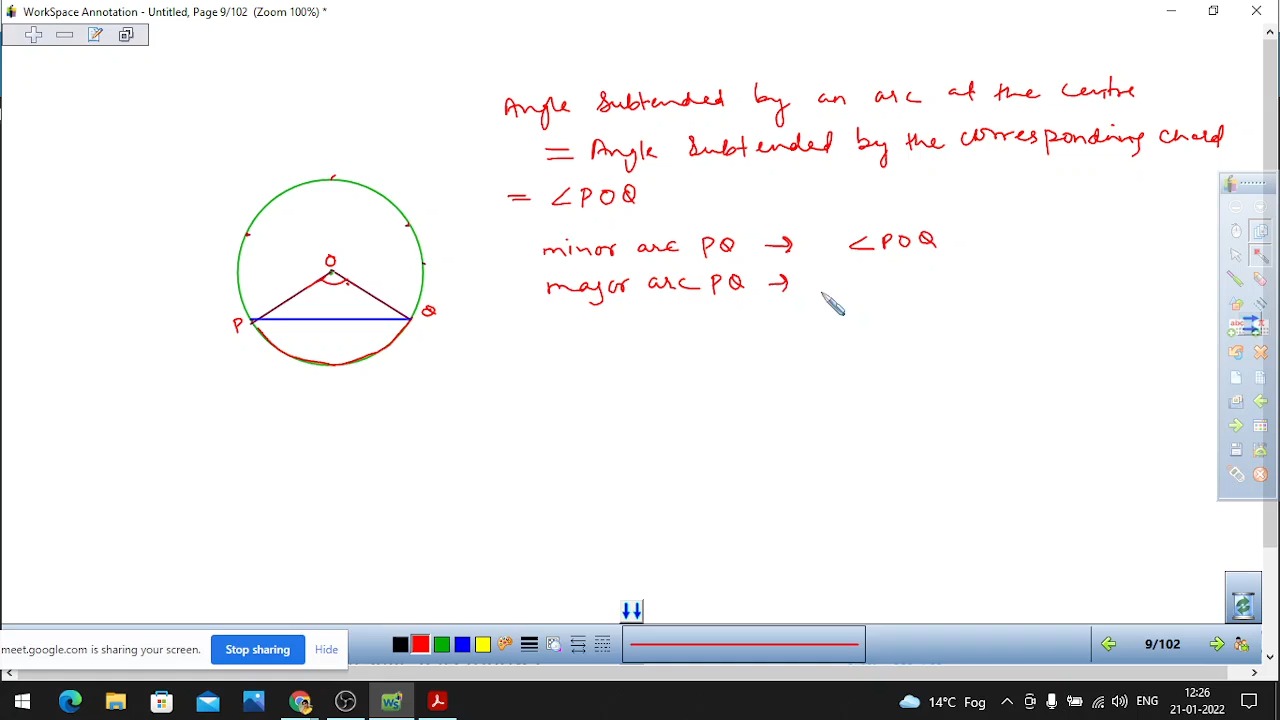 WorkSpace Annotation - Untitled, Page 9/102 (Zoom 100%) *
Angle subtended by an arc at the centre
= Angle subtended by the corresponding chord
= ∠POQ
minor arc PQ → ∠POQ
major arc PQ →
O
P
Q
abc
meet.google.com is sharing your screen.
Stop sharing
Hide
9/102
WS
14°C Fog
ENG
12:26
21-01-2022